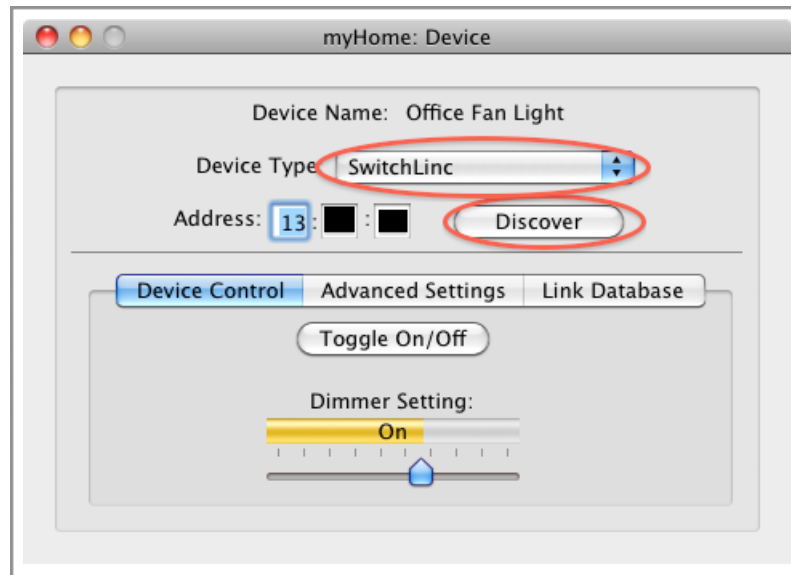 myHome: Device
Device Name: Office Fan Light
Device Type SwitchLinc
Address: 13 : : Discover
Device Control Advanced Settings Link Database
Toggle On/Off
Dimmer Setting:
On